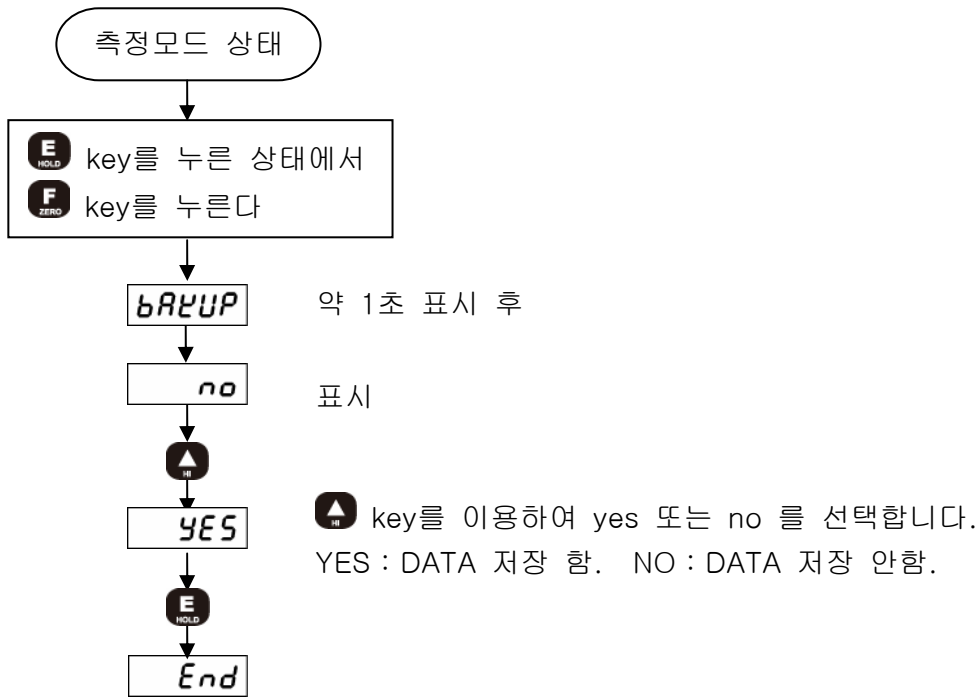 측정모드 상태
E HOLD key를 누른 상태에서
F ZERO key를 누른다
bAKUP 약 1초 표시 후
no 표시
HI
YES HI key를 이용하여 yes 또는 no 를 선택합니다.
YES : DATA 저장 함. NO : DATA 저장 안함.
E HOLD
End